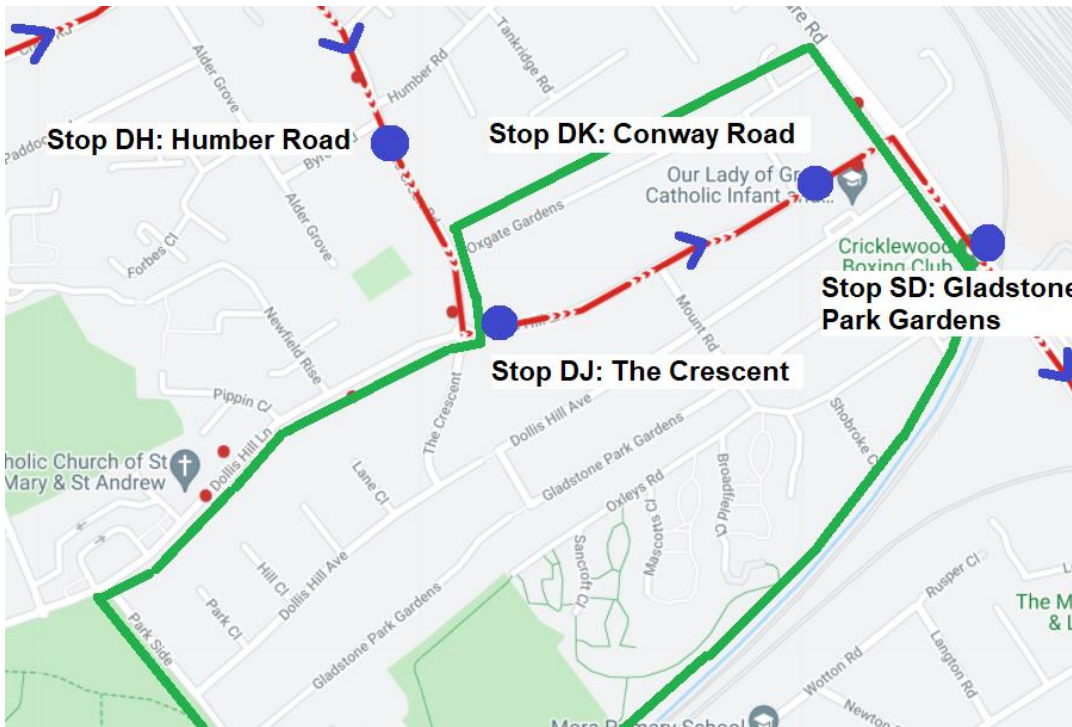 Alder Grove
Tankridge Rd
Humber Rd
Stop DH: Humber Road
Stop DK: Conway Road
Our Lady of Gr
Catholic Infant and...
Alder Grove
Oxgate Gardens
Forbes Cl
Cricklewood
Boxing Club
Stop SD: Gladstone
Park Gardens
Mount Rd
Newfield Rise
Stop DJ: The Crescent
Pippin Cl
The Crescent
Dollis Hill Ave
Shobroke C
Gladstone Park Gardens
holic Church of St
Mary & St Andrew
Dollis Hill Ln
Lane Cl
Oxleys Rd
Broadfield Cl
Mascotts Cl
Sancroft Cl
Hill Cl
Dollis Hill Ave
Park Cl
Park Side
Gladstone Park Gardens
Rusper Cl
The M
& L
Langton Rd
Wotton Rd
Newton
Mora Primary School